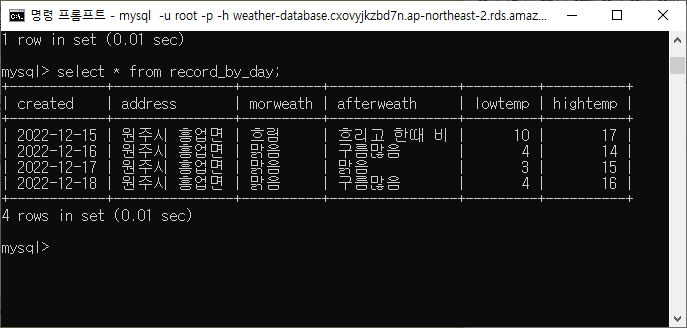 명령 프롬프트 - mysql -u root -p -h weather-database.cxovyjkzbd7n.ap-northeast-2.rds.amaz...
1 row in set (0.01 sec)
mysql> select * from record_by_day;
+------------+---------------+----------+----------------+---------+----------+
| created | address | morweath | afterweath | lowtemp | hightemp |
+------------+---------------+----------+----------------+---------+----------+
| 2022-12-15 | 원주시 흥업면 | 흐림 | 흐리고 한때 비 | 10 | 17 |
| 2022-12-16 | 원주시 흥업면 | 맑음 | 구름많음 | 4 | 14 |
| 2022-12-17 | 원주시 흥업면 | 맑음 | 맑음 | 3 | 15 |
| 2022-12-18 | 원주시 흥업면 | 맑음 | 구름많음 | 4 | 16 |
+------------+---------------+----------+----------------+---------+----------+
4 rows in set (0.01 sec)
mysql>